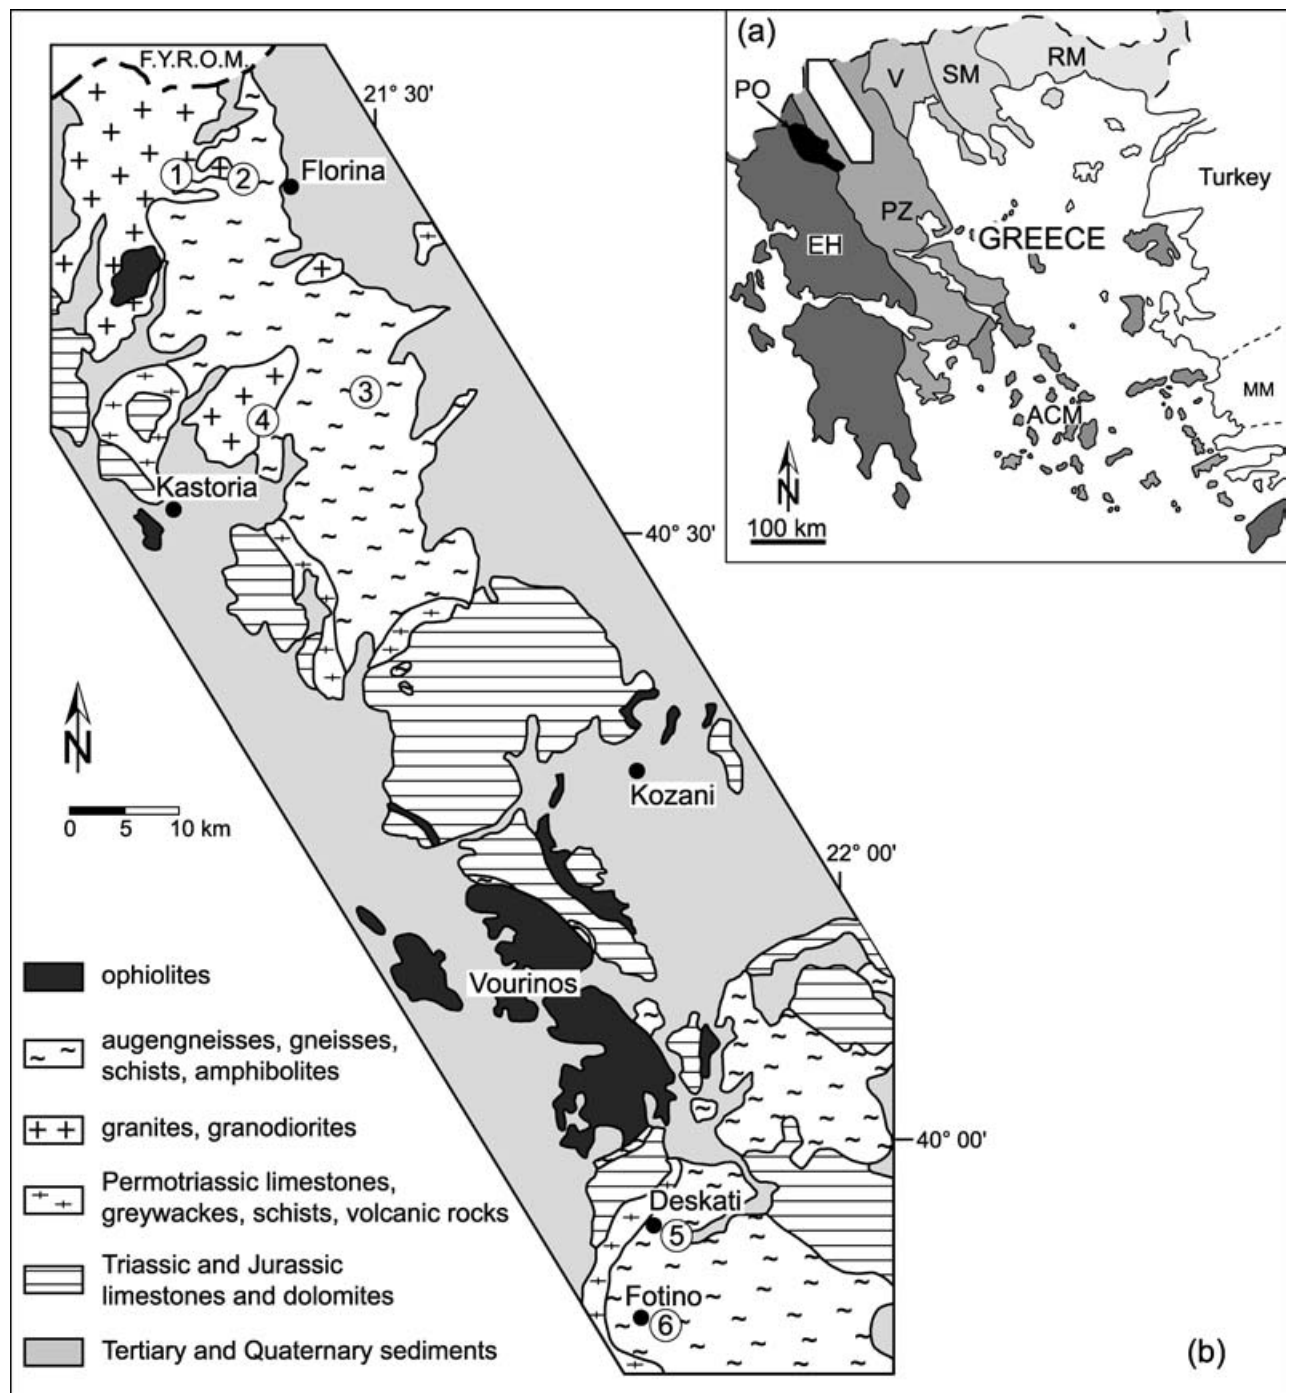 (a)
RM
SM
V
PO
Turkey
PZ
GREECE
EH
MM
ACM
N
100 km
F.Y.R.O.M.
21° 30'
1
2
Florina
3
4
Kastoria
40° 30'
N
0 5 10 km
Kozani
22° 00'
Vourinos
40° 00'
Deskati
5
Fotino
6
ophiolites
augengneisses, gneisses,
schists, amphibolites
granites, granodiorites
Permotriassic limestones,
greywackes, schists, volcanic rocks
Triassic and Jurassic
limestones and dolomites
Tertiary and Quaternary sediments
(b)